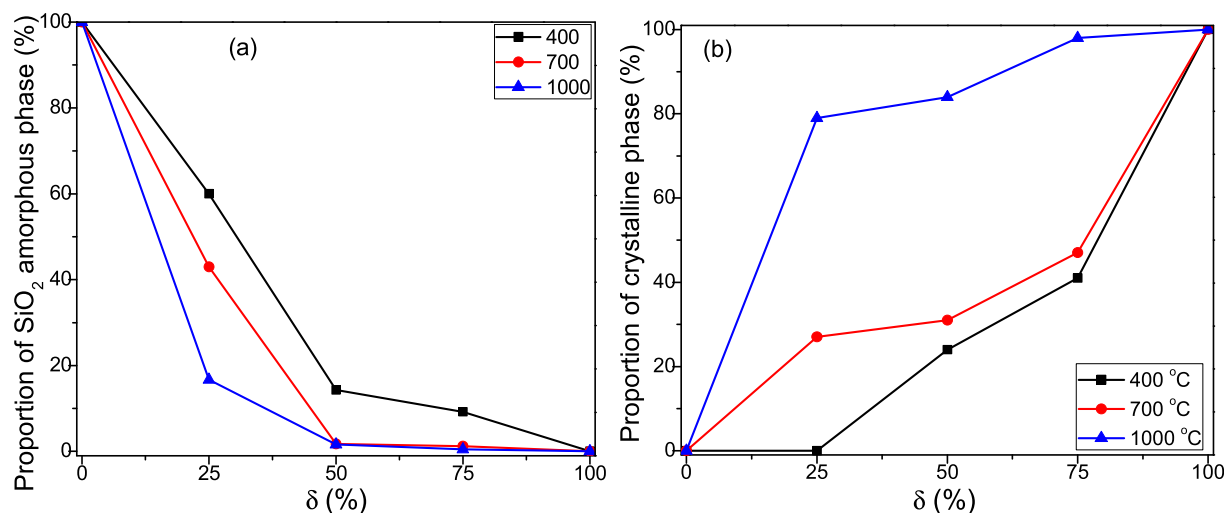 Proportion of SiO₂ amorphous phase (%)
100
80
60
40
20
0
(a)
400
700
1000
0
25
50
75
100
δ (%)
Proportion of crystalline phase (%)
100
80
60
40
20
0
(b)
400 °C
700 °C
1000 °C
0
25
50
75
100
δ (%)